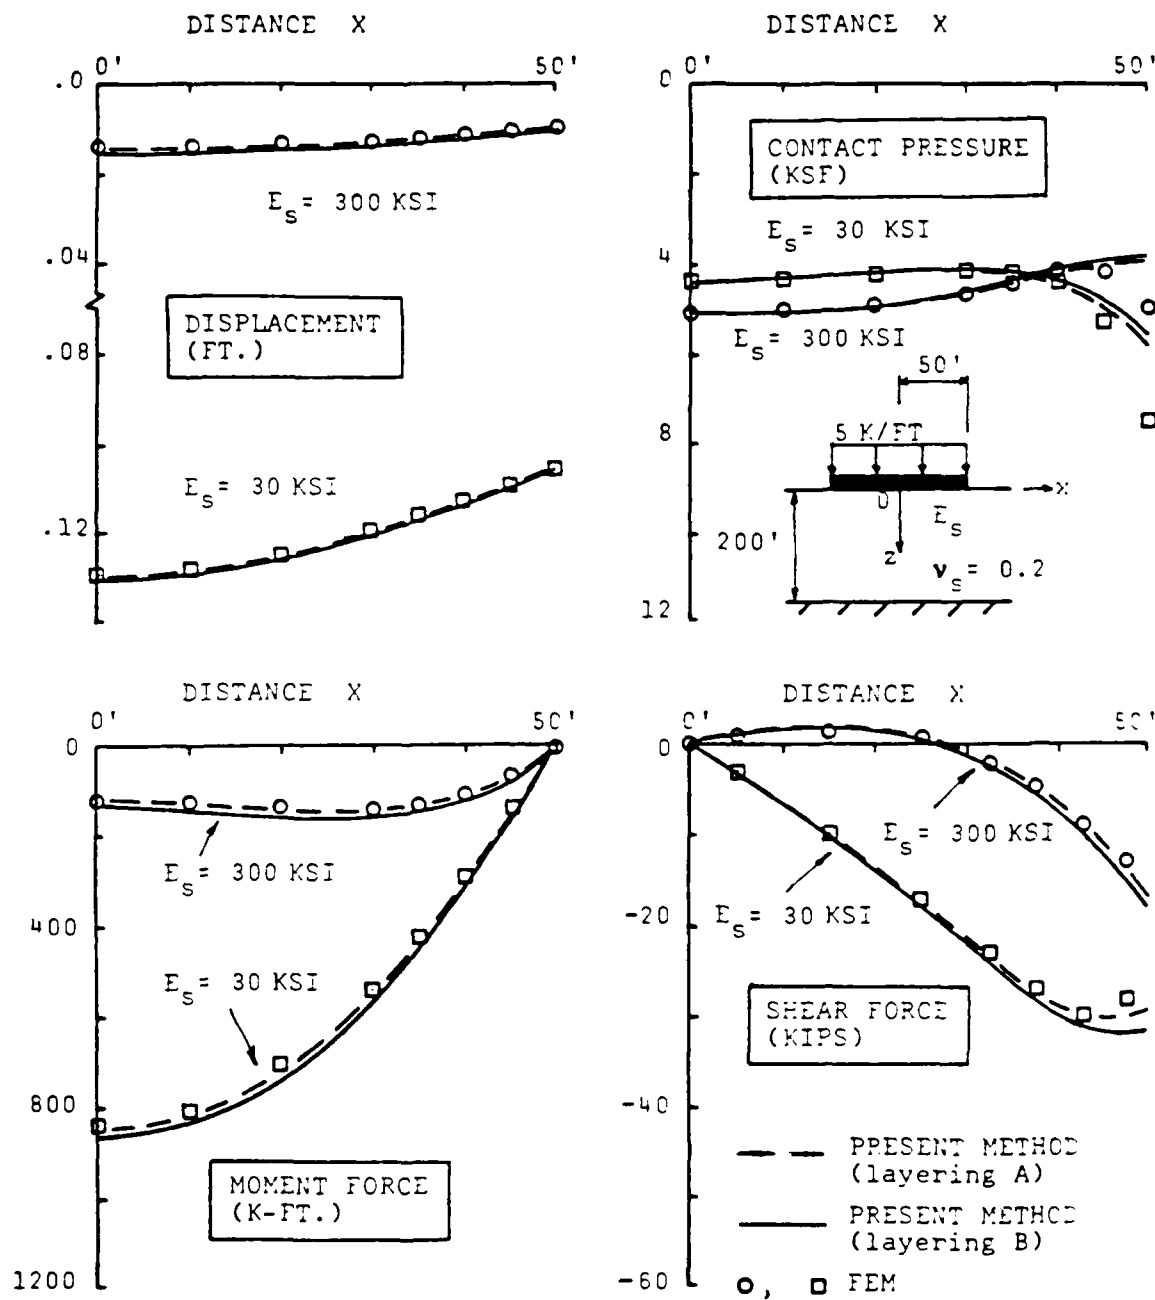 DISTANCE X
0' 50'
.0
.04
.08
.12
E_s = 300 KSI
DISPLACEMENT
(FT.)
E_s = 30 KSI
DISTANCE X
0' 50'
0
4
8
12
CONTACT PRESSURE
(KSF)
E_s = 30 KSI
E_s = 300 KSI
50'
5 K/FT
0
x
E_s
200'
z
ν_s = 0.2
DISTANCE X
0' 50'
0
400
800
1200
E_s = 300 KSI
E_s = 30 KSI
MOMENT FORCE
(K-FT.)
DISTANCE X
0' 50'
0
-20
-40
-60
E_s = 300 KSI
E_s = 30 KSI
SHEAR FORCE
(KIPS)
PRESENT METHOD
(layering A)
PRESENT METHOD
(layering B)
, FEM